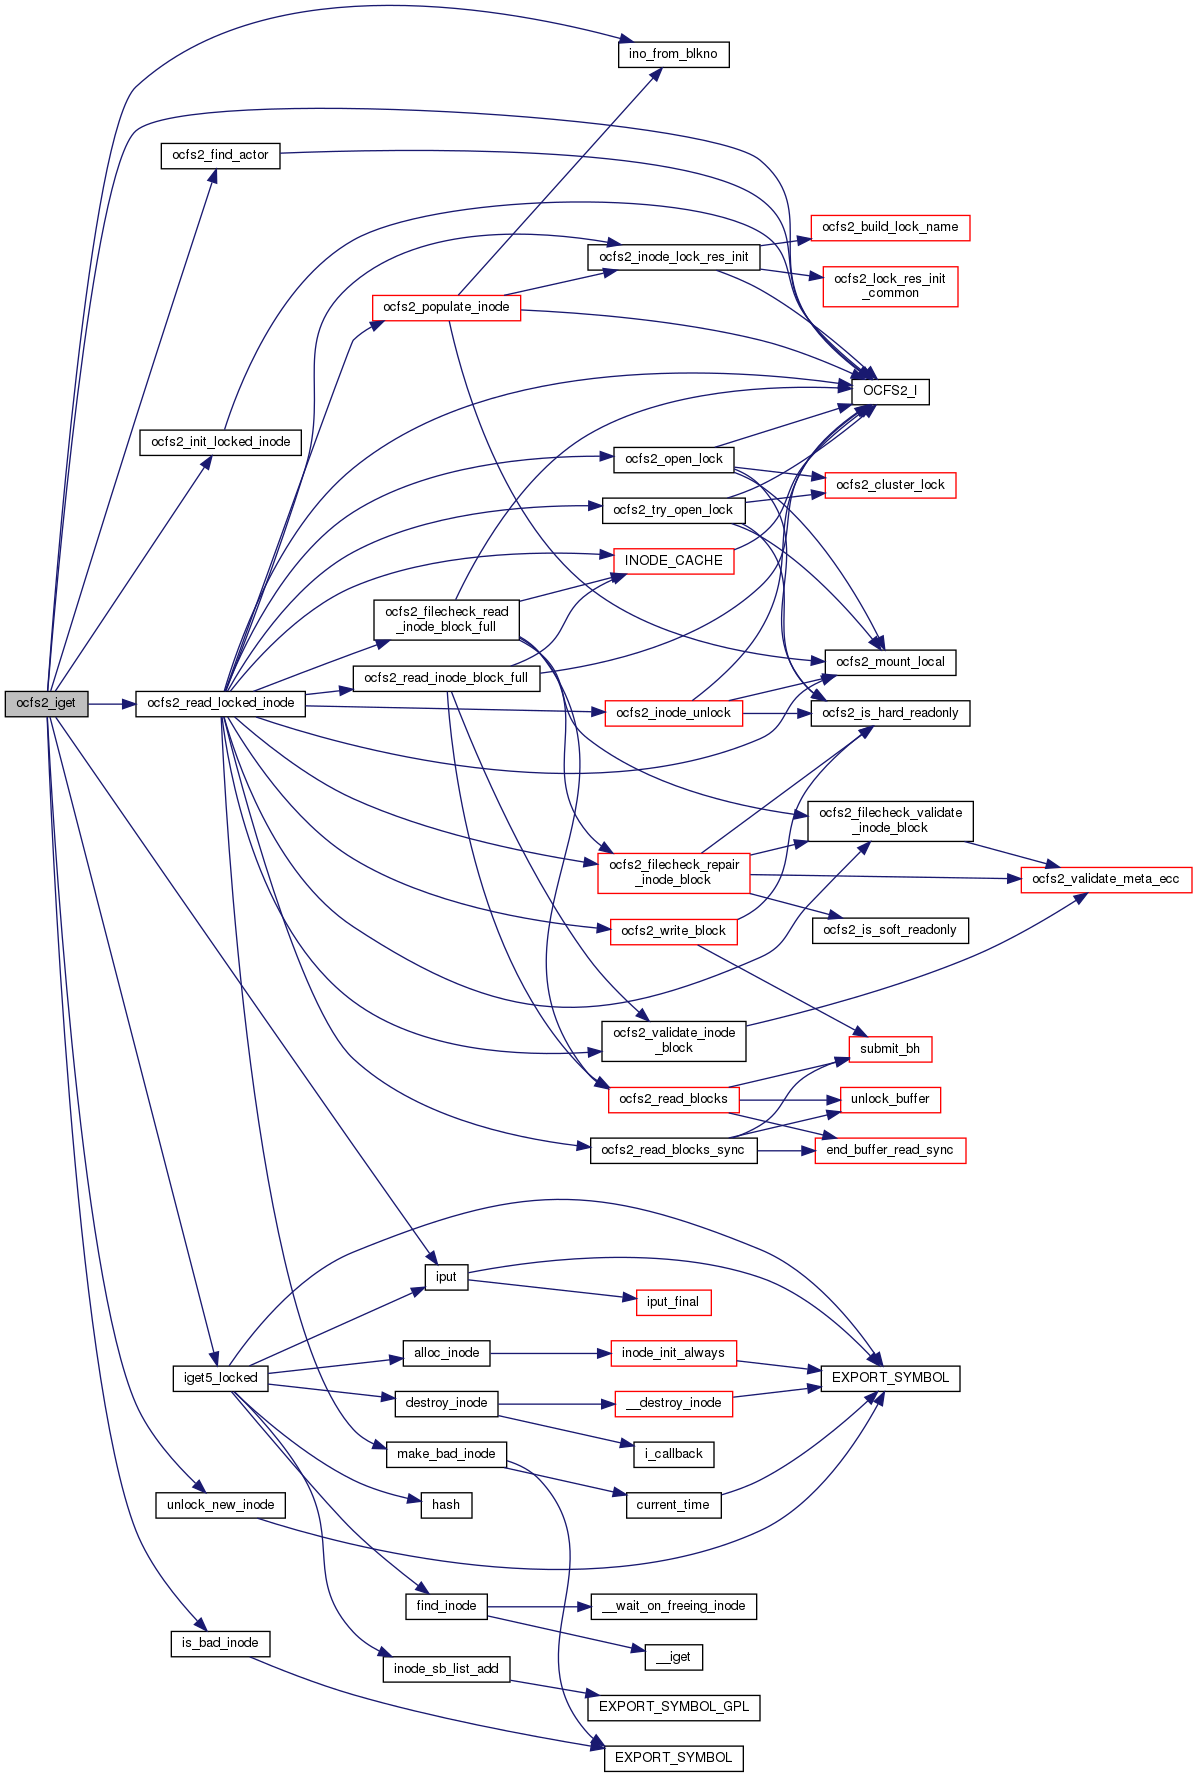 ino_from_blkno
ocfs2_find_actor
ocfs2_build_lock_name
ocfs2_inode_lock_res_init
ocfs2_lock_res_init
_common
ocfs2_populate_inode
OCFS2_I
ocfs2_init_locked_inode
ocfs2_open_lock
ocfs2_cluster_lock
ocfs2_try_open_lock
INODE_CACHE
ocfs2_filecheck_read
_inode_block_full
ocfs2_mount_local
ocfs2_read_inode_block_full
ocfs2_iget
ocfs2_read_locked_inode
ocfs2_inode_unlock
ocfs2_is_hard_readonly
ocfs2_filecheck_validate
_inode_block
ocfs2_filecheck_repair
_inode_block
ocfs2_validate_meta_ecc
ocfs2_write_block
ocfs2_is_soft_readonly
ocfs2_validate_inode
_block
submit_bh
ocfs2_read_blocks
unlock_buffer
ocfs2_read_blocks_sync
end_buffer_read_sync
iput
iput_final
alloc_inode
inode_init_always
iget5_locked
EXPORT_SYMBOL
destroy_inode
__destroy_inode
make_bad_inode
i_callback
unlock_new_inode
hash
current_time
find_inode
__wait_on_freeing_inode
is_bad_inode
__iget
inode_sb_list_add
EXPORT_SYMBOL_GPL
EXPORT_SYMBOL